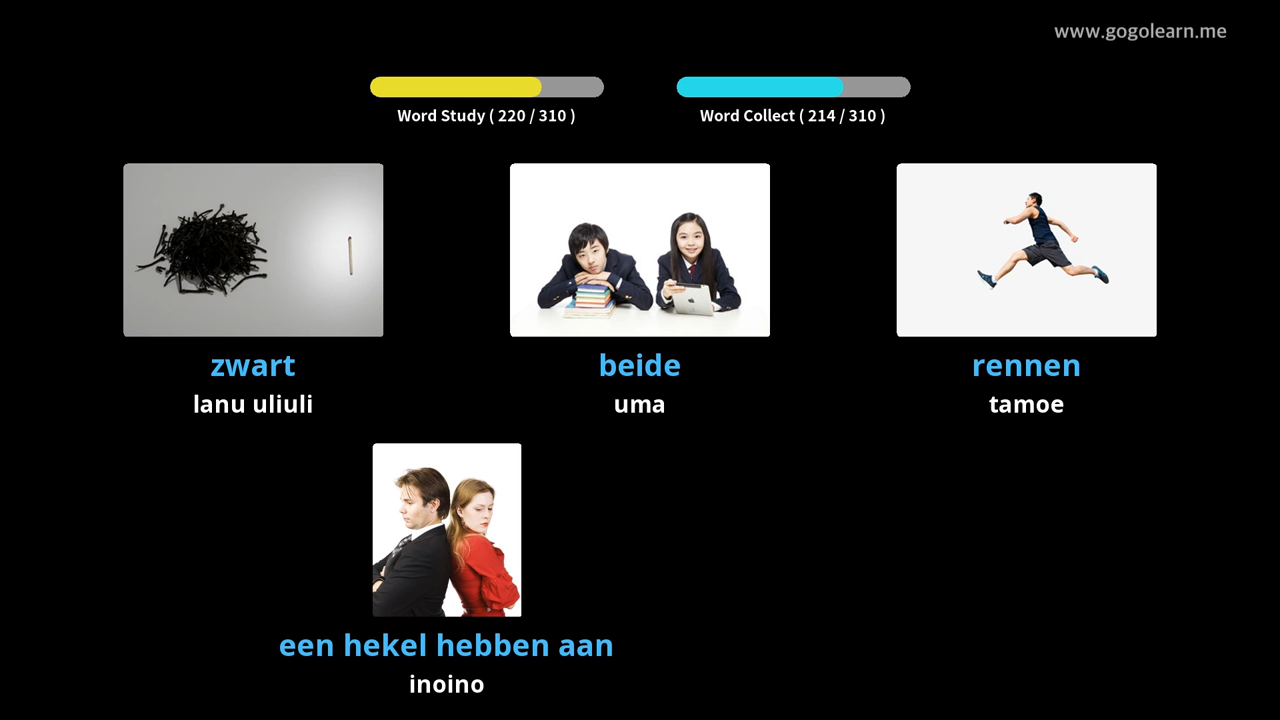 www.gogolearn.me
Word Study ( 220 / 310 )
Word Collect ( 214 / 310 )
zwart
lanu uliuli
beide
uma
rennen
tamoe
een hekel hebben aan
inoino